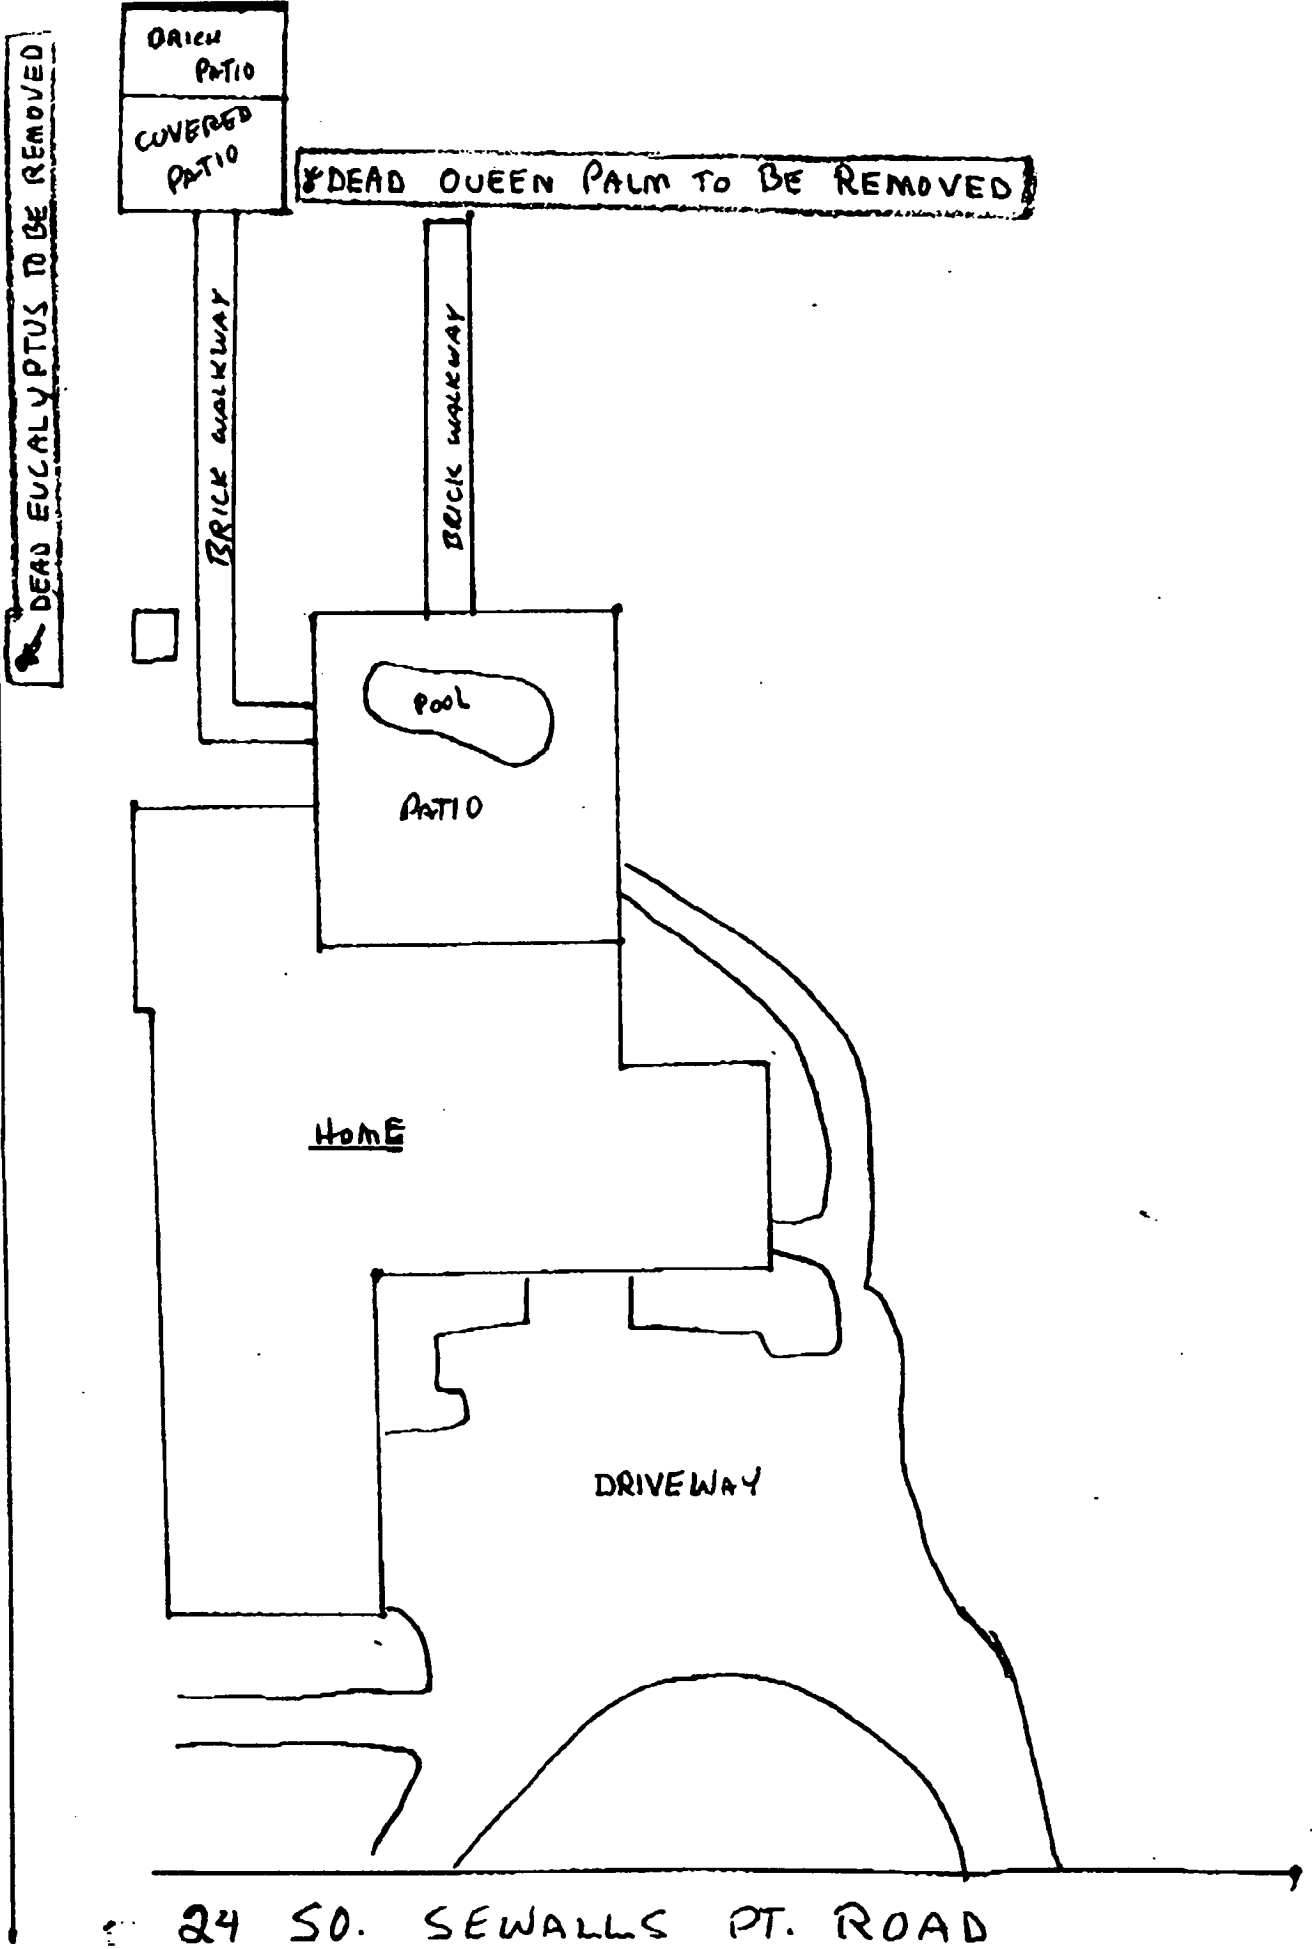 BRICK
PATIO
COVERED
PATIO
* DEAD QUEEN PALM TO BE REMOVED
* DEAD EUCALYPTUS TO BE REMOVED
BRICK WALKWAY
BRICK WALKWAY
POOL
PATIO
HOME
DRIVEWAY
24 SO. SEWALLS PT. ROAD